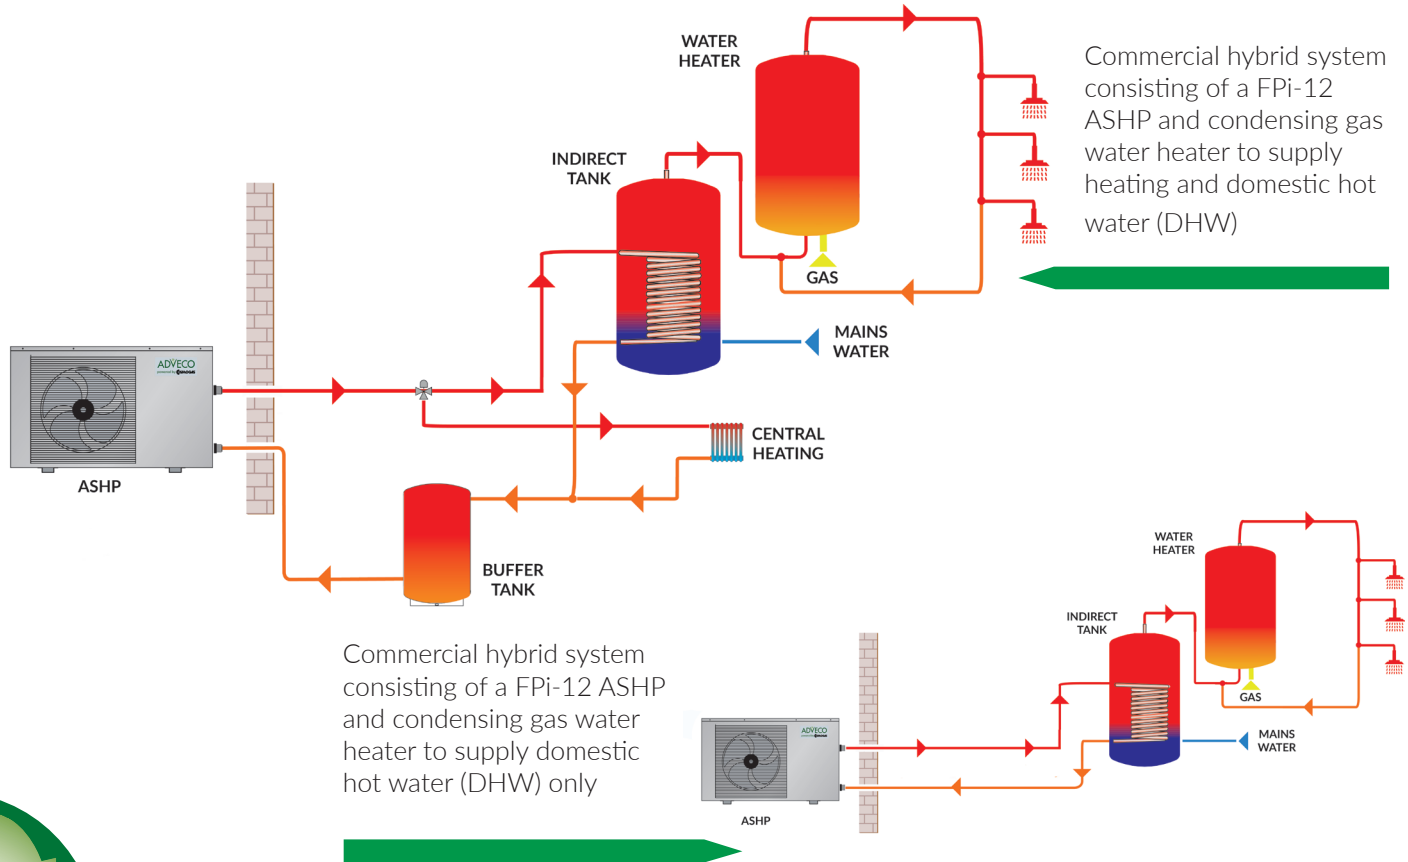 WATER
HEATER
Commercial hybrid system
consisting of a FPi-12
ASHP and condensing gas
water heater to supply
heating and domestic hot
water (DHW)
INDIRECT
TANK
GAS
MAINS
WATER
ADVECO
powered by
ASHP
CENTRAL
HEATING
BUFFER
TANK
Commercial hybrid system
consisting of a FPi-12 ASHP
and condensing gas water
heater to supply domestic
hot water (DHW) only
WATER
HEATER
INDIRECT
TANK
GAS
MAINS
WATER
ADVECO
ASHP